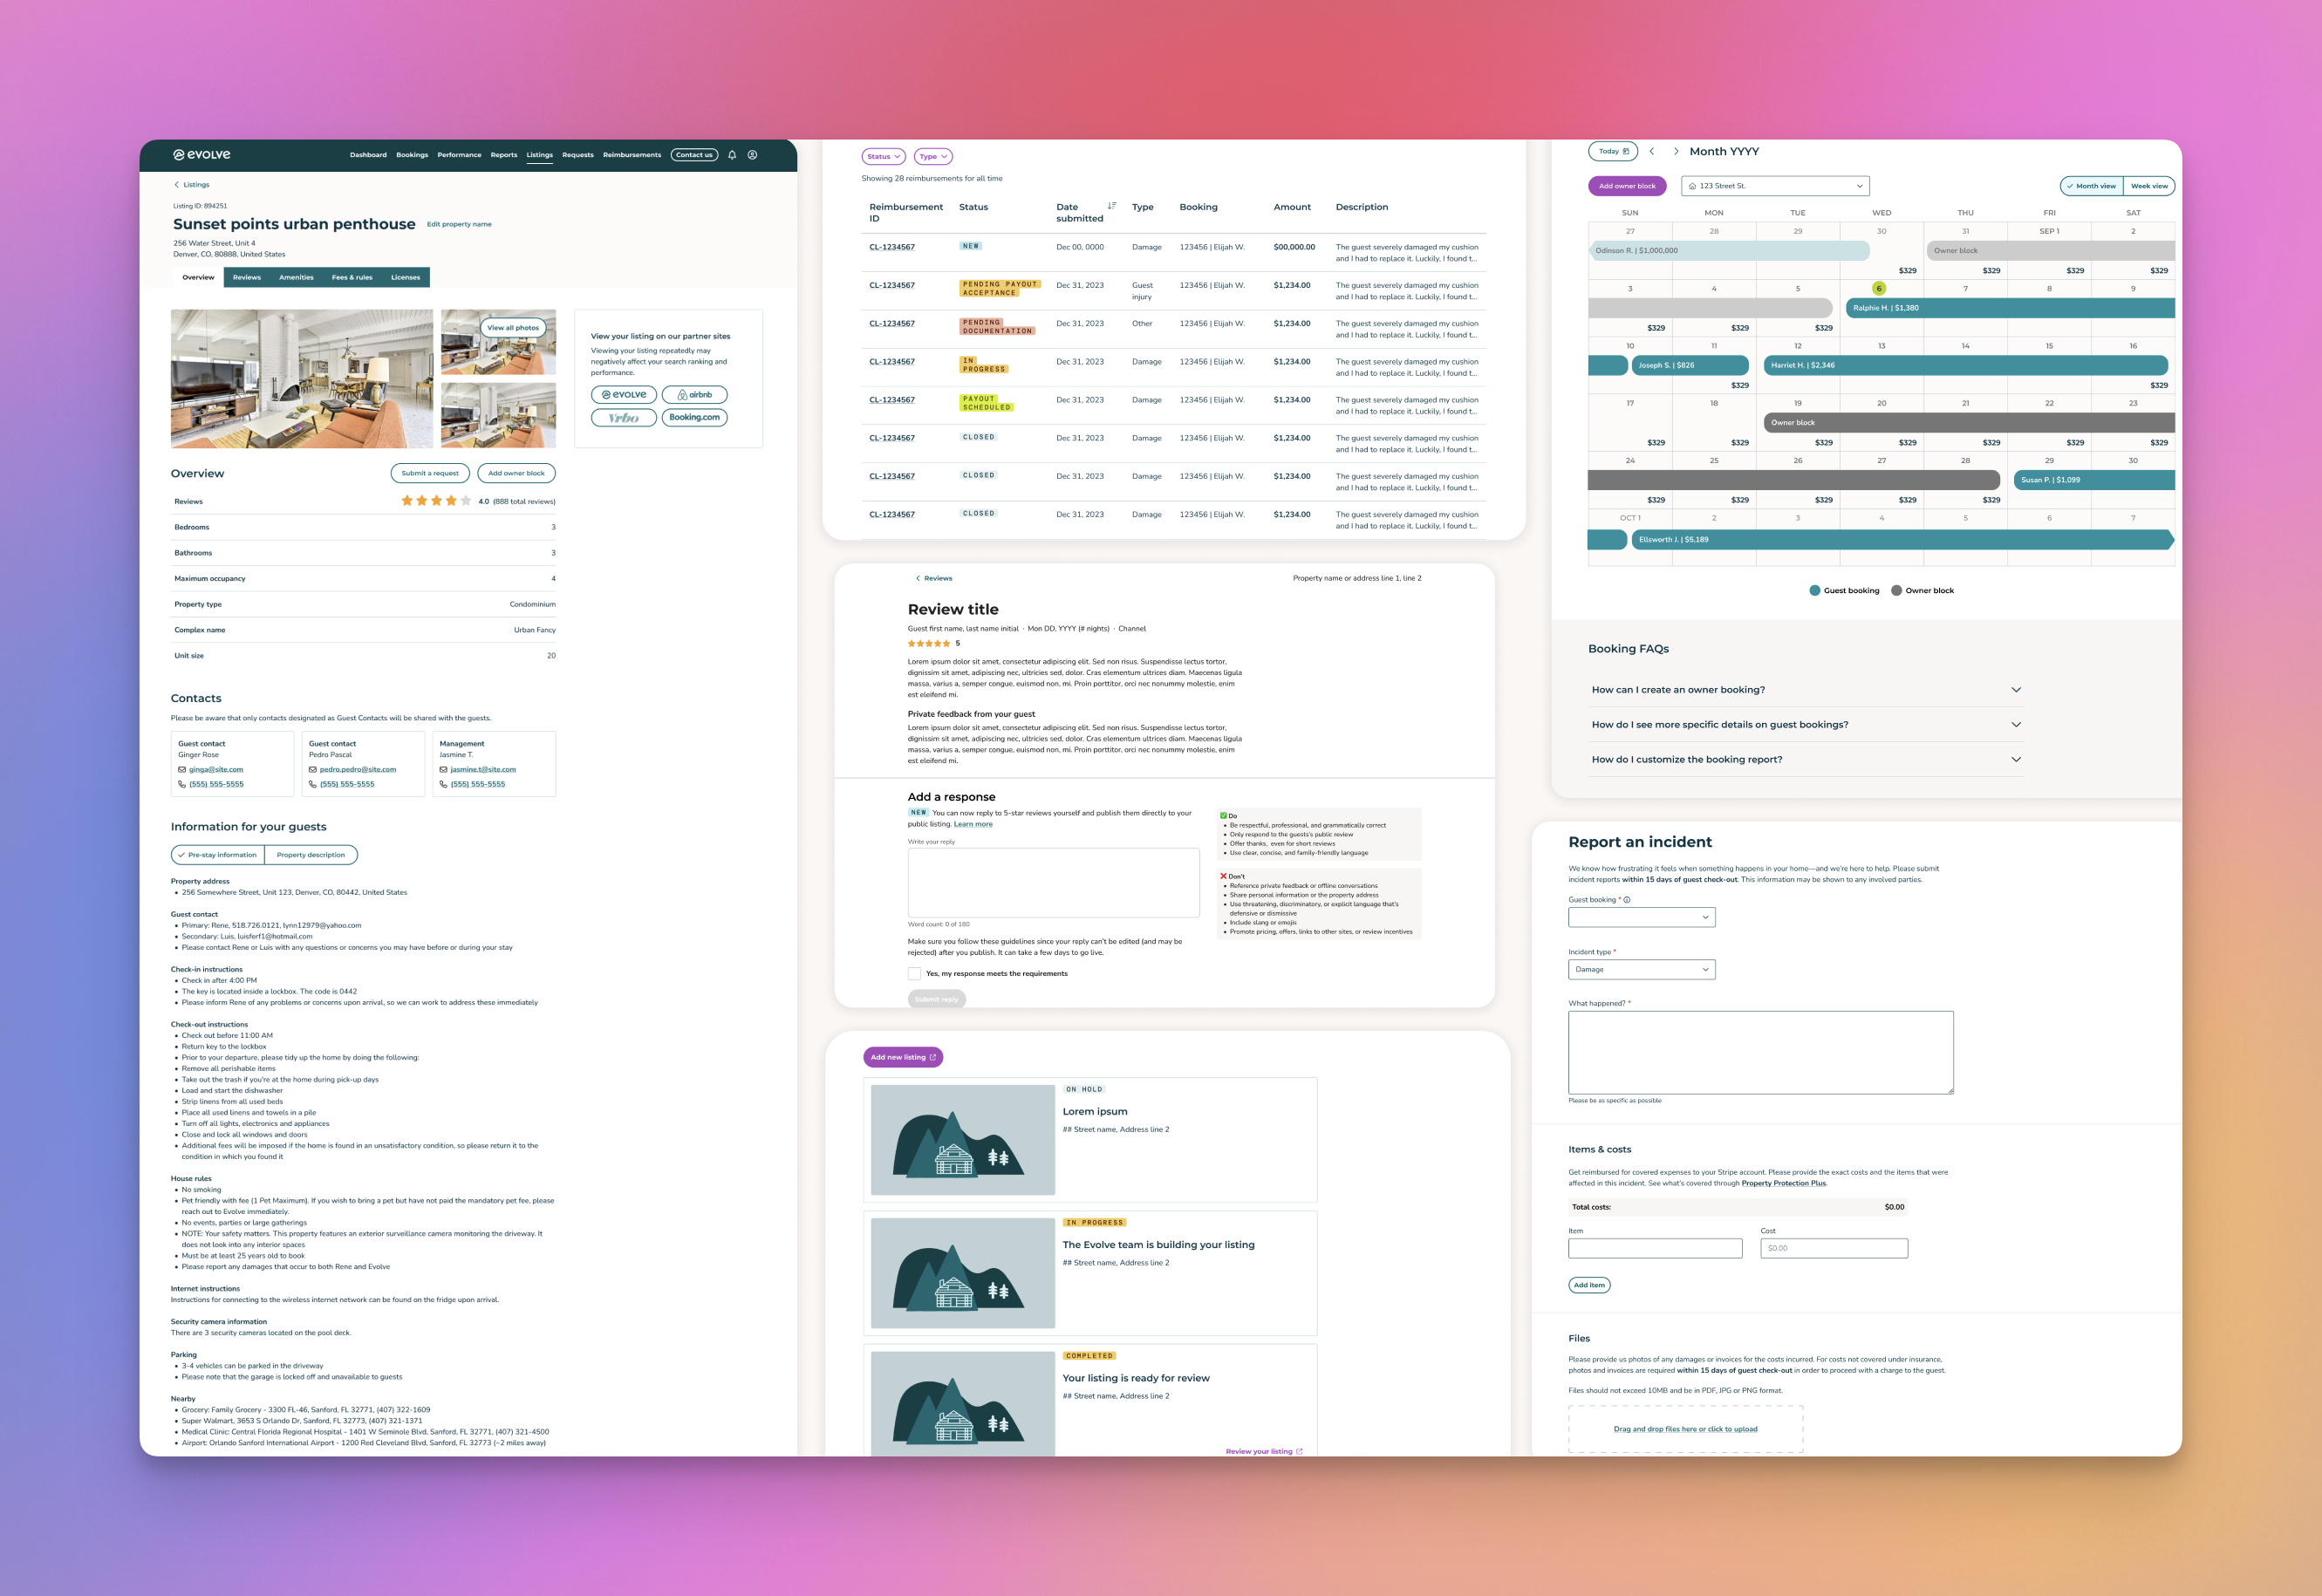 evolve
Dashboard Bookings Performance Reports Listings Requests Reimbursements Contact us
Listings
Listing ID: 894251
Sunset points urban penthouse Edit property name
256 Water Street, Unit 4
Denver, CO, 80888, United States
Overview Reviews Amenities Fees & rules Licenses
View all photos
View your listing on our partner sites
Viewing your listing repeatedly may
negatively affect your search ranking and
performance.
evolve airbnb
Vrbo Booking.com
Overview Submit a request Add owner block
Reviews 4.0 (888 total reviews)
Bedrooms 3
Bathrooms 3
Maximum occupancy 4
Property type Condominium
Complex name Urban Fancy
Unit size 20
Contacts
Please be aware that only contacts designated as Guest Contacts will be shared with the guests.
Guest contact
Ginger Rose
ginga@site.com
(555) 555-5555
Guest contact
Pedro Pascal
pedro.pedro@site.com
(555) 555-5555
Management
Jasmine T.
jasmine.t@site.com
(555) 555-5555
Information for your guests
Pre-stay information Property description
Property address
• 256 Somewhere Street, Unit 123, Denver, CO, 80442, United States
Guest contact
• Primary: Rene, 518.726.0121, lynn12979@yahoo.com
• Secondary: Luis, luisferf1@hotmail.com
• Please contact Rene or Luis with any questions or concerns you may have before or during your stay
Check-in instructions
• Check in after 4:00 PM
• The key is located inside a lockbox. The code is 0442
• Please inform Rene of any problems or concerns upon arrival, so we can work to address these immediately
Check-out instructions
• Check out before 11:00 AM
• Return key to the lockbox
• Prior to your departure, please tidy up the home by doing the following:
• Remove all perishable items
• Take out the trash if you're at the home during pick-up days
• Load and start the dishwasher
• Strip linens from all used beds
• Place all used linens and towels in a pile
• Turn off all lights, electronics and appliances
• Close and lock all windows and doors
• Additional fees will be imposed if the home is found in an unsatisfactory condition, so please return it to the
condition in which you found it
House rules
• No smoking
• Pet friendly with fee (1 Pet Maximum). If you wish to bring a pet but have not paid the mandatory pet fee, please
reach out to Evolve immediately.
• No events, parties or large gatherings
• NOTE: Your safety matters. This property features an exterior surveillance camera monitoring the driveway. It
does not look into any interior spaces
• Must be at least 25 years old to book
• Please report any damages that occur to both Rene and Evolve
Internet instructions
Instructions for connecting to the wireless internet network can be found on the fridge upon arrival.
Security camera information
There are 3 security cameras located on the pool deck.
Parking
• 3-4 vehicles can be parked in the driveway
• Please note that the garage is locked off and unavailable to guests
Nearby
• Grocery: Family Grocery - 3300 FL-46, Sanford, FL 32771, (407) 322-1609
• Super Walmart, 3653 S Orlando Dr, Sanford, FL 32773, (407) 321-1371
• Medical Clinic: Central Florida Regional Hospital - 1401 W Seminole Blvd, Sanford, FL 32771, (407) 321-4500
• Airport: Orlando Sanford International Airport - 1200 Red Cleveland Blvd, Sanford, FL 32773 (~2 miles away)
Status Type
Showing 28 reimbursements for all time
Reimbursement Status Date Type Booking Amount Description
ID submitted
CL-1234567 NEW Dec 00, 0000 Damage 123456 | Elijah W. $00,000.00 The guest severely damaged my cushion
and I had to replace it. Luckily, I found t...
CL-1234567 PENDING PAYOUT Dec 31, 2023 Guest 123456 | Elijah W. $1,234.00 The guest severely damaged my cushion
ACCEPTANCE injury and I had to replace it. Luckily, I found t...
CL-1234567 PENDING Dec 31, 2023 Other 123456 | Elijah W. $1,234.00 The guest severely damaged my cushion
DOCUMENTATION and I had to replace it. Luckily, I found t...
CL-1234567 IN Dec 31, 2023 Damage 123456 | Elijah W. $1,234.00 The guest severely damaged my cushion
PROGRESS and I had to replace it. Luckily, I found t...
CL-1234567 PAYOUT Dec 31, 2023 Damage 123456 | Elijah W. $1,234.00 The guest severely damaged my cushion
SCHEDULED and I had to replace it. Luckily, I found t...
CL-1234567 CLOSED Dec 31, 2023 Damage 123456 | Elijah W. $1,234.00 The guest severely damaged my cushion
and I had to replace it. Luckily, I found t...
CL-1234567 CLOSED Dec 31, 2023 Damage 123456 | Elijah W. $1,234.00 The guest severely damaged my cushion
and I had to replace it. Luckily, I found t...
CL-1234567 CLOSED Dec 31, 2023 Damage 123456 | Elijah W. $1,234.00 The guest severely damaged my cushion
and I had to replace it. Luckily, I found t...
Reviews Property name or address line 1, line 2
Review title
Guest first name, last name initial · Mon DD, YYYY (# nights) · Channel
5
Lorem ipsum dolor sit amet, consectetur adipiscing elit. Sed non risus. Suspendisse lectus tortor,
dignissim sit amet, adipiscing nec, ultricies sed, dolor. Cras elementum ultrices diam. Maecenas ligula
massa, varius a, semper congue, euismod non, mi. Proin porttitor, orci nec nonummy molestie, enim
est eleifend mi.
Private feedback from your guest
Lorem ipsum dolor sit amet, consectetur adipiscing elit. Sed non risus. Suspendisse lectus tortor,
dignissim sit amet, adipiscing nec, ultricies sed, dolor. Cras elementum ultrices diam. Maecenas ligula
massa, varius a, semper congue, euismod non, mi. Proin porttitor, orci nec nonummy molestie, enim
est eleifend mi.
Add a response
NEW You can now reply to 5-star reviews yourself and publish them directly to your
public listing. Learn more
Write your reply
Word count: 0 of 180
Make sure you follow these guidelines since your reply can't be edited (and may be
rejected) after you publish. It can take a few days to go live.
Yes, my response meets the requirements
Submit reply
Do
• Be respectful, professional, and grammatically correct
• Only respond to the guests's public review
• Offer thanks, even for short reviews
• Use clear, concise, and family-friendly language
Don't
• Reference private feedback or offline conversations
• Share personal information or the property address
• Use threatening, discriminatory, or explicit language that's
defensive or dismissive
• Include slang or emojis
• Promote pricing, offers, links to other sites, or review incentives
Add new listing
ON HOLD
Lorem ipsum
## Street name, Address line 2
IN PROGRESS
The Evolve team is building your listing
## Street name, Address line 2
COMPLETED
Your listing is ready for review
## Street name, Address line 2
Review your listing
Today Month YYYY
Add owner block 123 Street St. Month view Week view
SUN MON TUE WED THU FRI SAT
27 28 29 30 31 SEP 1 2
Odinson R. | $1,000,000 Owner block
$329 $329 $329 $329
3 4 5 6 7 8 9
Ralphie H. | $1,380
$329 $329 $329
10 11 12 13 14 15 16
Joseph S. | $826 Harriet H. | $2,346
$329 $329
17 18 19 20 21 22 23
Owner block
$329 $329 $329 $329 $329 $329 $329
24 25 26 27 28 29 30
Susan P. | $1,099
$329 $329 $329 $329 $329
OCT 1 2 3 4 5 6 7
Ellsworth J. | $5,189
Guest booking Owner block
Booking FAQs
How can I create an owner booking?
How do I see more specific details on guest bookings?
How do I customize the booking report?
Report an incident
We know how frustrating it feels when something happens in your home—and we're here to help. Please submit
incident reports within 15 days of guest check-out. This information may be shown to any involved parties.
Guest booking *
Incident type *
Damage
What happened? *
Please be as specific as possible
Items & costs
Get reimbursed for covered expenses to your Stripe account. Please provide the exact costs and the items that were
affected in this incident. See what's covered through Property Protection Plus.
Total costs: $0.00
Item Cost
$0.00
Add item
Files
Please provide us photos of any damages or invoices for the costs incurred. For costs not covered under insurance,
photos and invoices are required within 15 days of guest check-out in order to proceed with a charge to the guest.
Files should not exceed 10MB and be in PDF, JPG or PNG format.
Drag and drop files here or click to upload